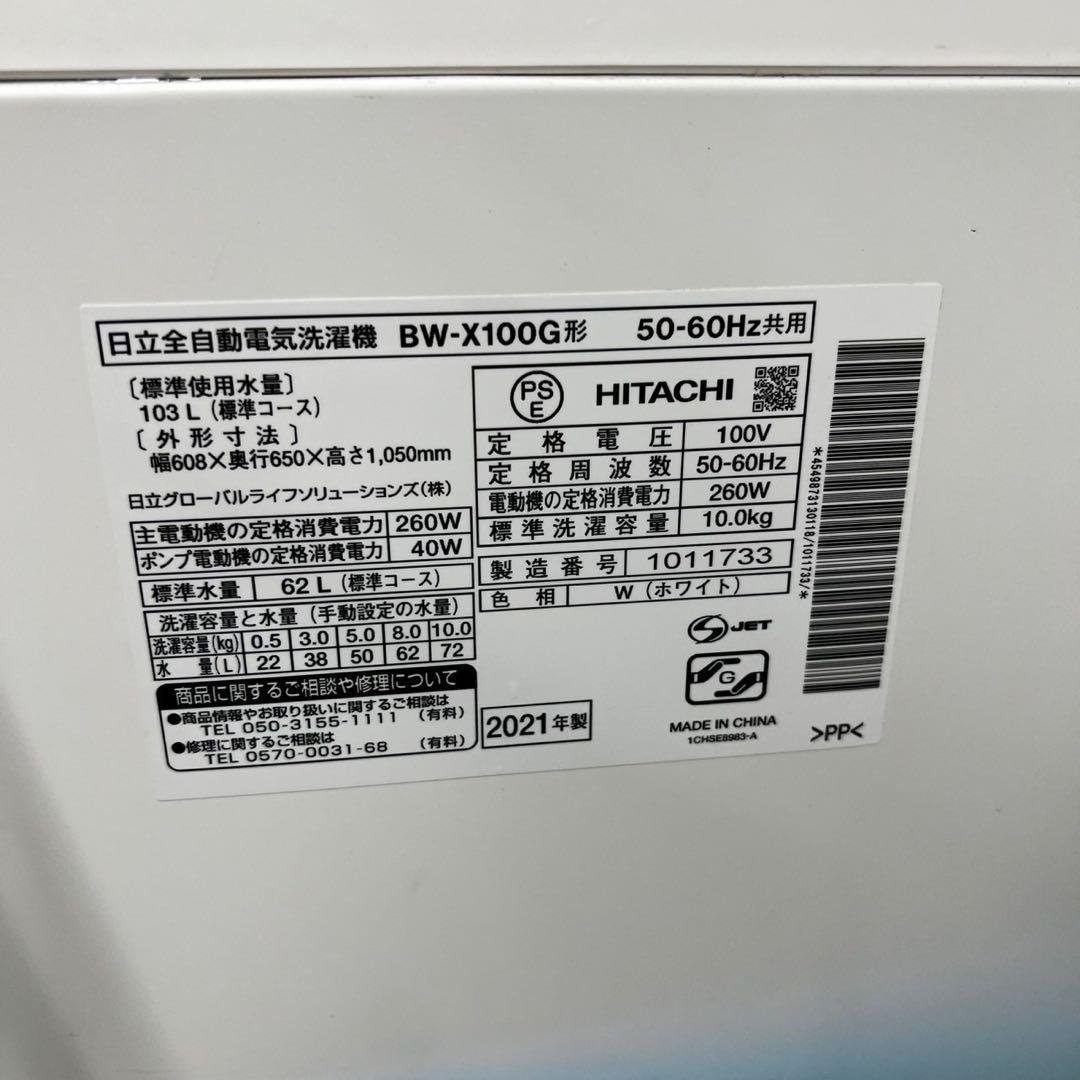 日立全自動電気洗濯機 BW-X100G形 50-60Hz共用
〔標準使用水量〕
103 L (標準コース)
〔外形寸法〕
幅608×奥行650×高さ1,050mm
日立グローバルライフソリューションズ(株)
主電動機の定格消費電力 260W
ポンプ電動機の定格消費電力 40W
標準水量 62 L (標準コース)
洗濯容量と水量 (手動設定の水量)
洗濯容量(kg) 0.5 3.0 5.0 8.0 10.0
水量(L) 22 38 50 62 72
商品に関するご相談や修理について
●商品情報やお取り扱いに関するご相談は
TEL 050-3155-1111 (有料)
●修理に関するご相談は
TEL 0570-0031-68 (有料)
PS
E
HITACHI
定格電圧 100V
定格周波数 50-60Hz
電動機の定格消費電力 260W
標準洗濯容量 10.0kg
製造番号 1011733
色相 W (ホワイト)
JET
G
2021年製
MADE IN CHINA
1CHSE8983-A
>PP<
*4549873130118/1011733/*